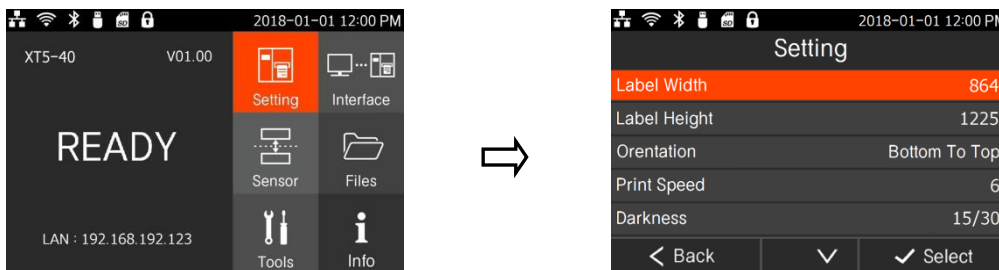 SD
2018-01-01 12:00 PM
XT5-40
V01.00
READY
LAN : 192.168.192.123
Setting
Interface
Sensor
Files
Tools
Info
SD
2018-01-01 12:00 PM
Setting
Label Width 864
Label Height 1225
Orentation Bottom To Top
Print Speed 6
Darkness 15/30
Back
Select